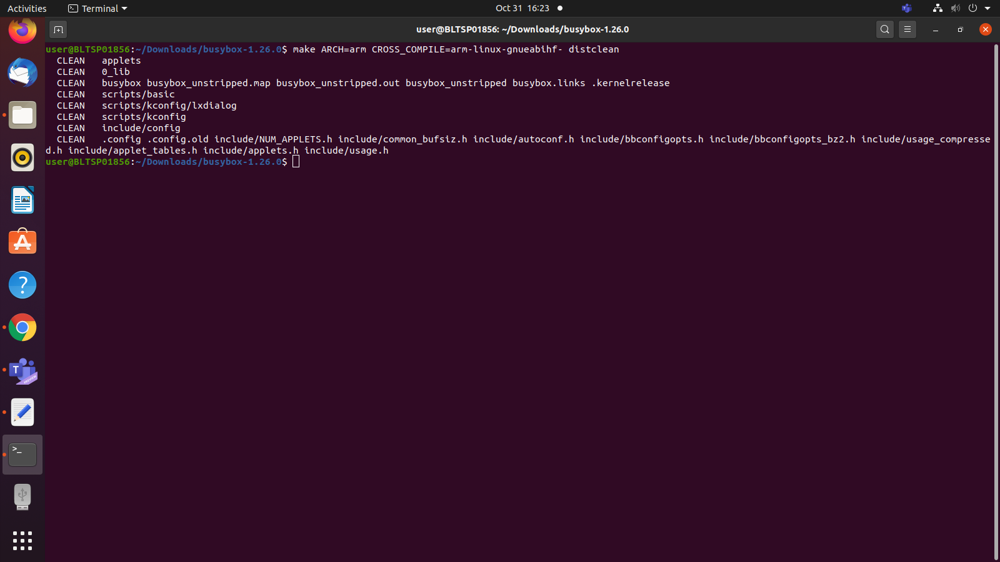 Activities Terminal Oct 31 16:23
user@BLTSP01856: ~/Downloads/busybox-1.26.0
user@BLTSP01856:~/Downloads/busybox-1.26.0$ make ARCH=arm CROSS_COMPILE=arm-linux-gnueabihf- distclean
CLEAN applets
CLEAN 0_lib
CLEAN busybox busybox_unstripped.map busybox_unstripped.out busybox_unstripped busybox.links .kernelrelease
CLEAN scripts/basic
CLEAN scripts/kconfig/lxdialog
CLEAN scripts/kconfig
CLEAN include/config
CLEAN .config .config.old include/NUM_APPLETS.h include/common_bufsiz.h include/autoconf.h include/bbconfigopts.h include/bbconfigopts_bz2.h include/usage_compresse
d.h include/applet_tables.h include/applets.h include/usage.h
user@BLTSP01856:~/Downloads/busybox-1.26.0$